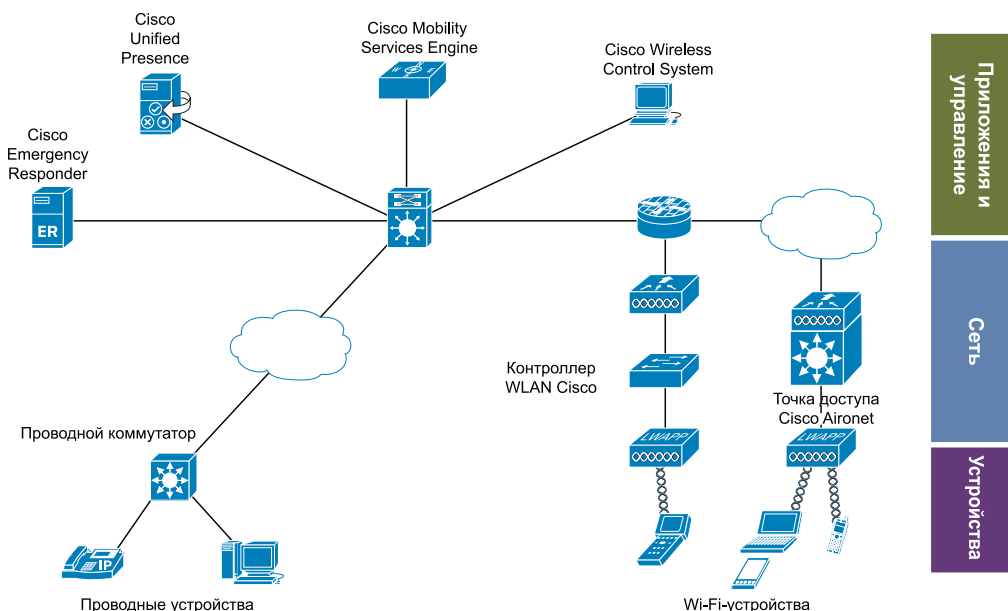 Cisco
Unified
Presence
Cisco Mobility
Services Engine
Cisco Wireless
Control System
Cisco
Emergency
Responder
ER
W
E
Контроллер
WLAN Cisco
Точка доступа
Cisco Aironet
Проводной коммутатор
LWAPP
LWAPP
IP
Проводные устройства
Wi-Fi-устройства
Приложения и
управление
Сеть
Устройства